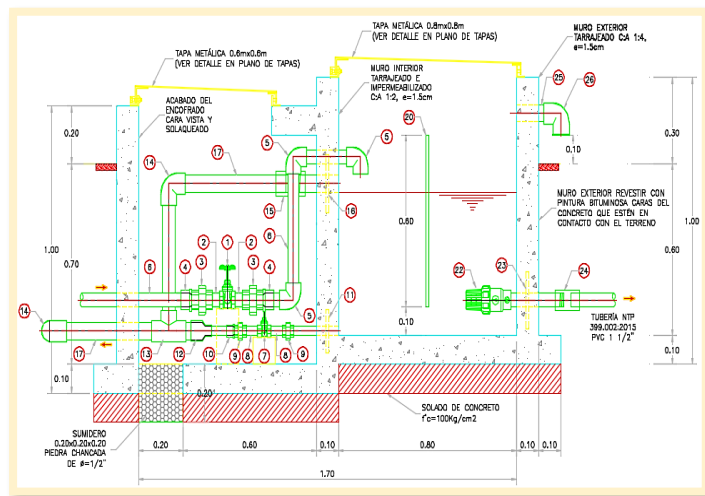 TAPA METÁLICA 0.8mx0.8m
(VER DETALLE EN PLANO DE TAPAS)
MURO EXTERIOR
TARRAJEADO C:A 1:4,
e=1.5cm
TAPA METÁLICA 0.6mx0.6m
(VER DETALLE EN PLANO DE TAPAS)
MURO INTERIOR
TARRAJEADO E
IMPERMEABILIZADO
C:A 1:2, e=1.5cm
ACABADO DEL
ENCOFRADO
CARA VISTA Y
SOLAQUEADO
25
26
20
0.20
0.30
5
5
17
14
0.10
15
16
MURO EXTERIOR REVESTIR CON
PINTURA BITUMINOSA CARAS DEL
CONCRETO QUE ESTÉN EN
CONTACTO CON EL TERRENO
0.60
1.00
0.70
1.00
0.60
6
2
1
2
3
3
6
4
4
23
22
24
14
5
11
0.10
TUBERÍA NTP
399.002:2015
PVC 1 1/2"
17
13
12
10
9
8
7
8
9
0.10
0.10
0.20
SOLADO DE CONCRETO
f'c=100Kg/cm2
SUMIDERO
0.20x0.20x0.20
PIEDRA CHANCADA
DE ø=1/2"
0.20
0.60
0.10
0.80
0.10
0.10
1.70